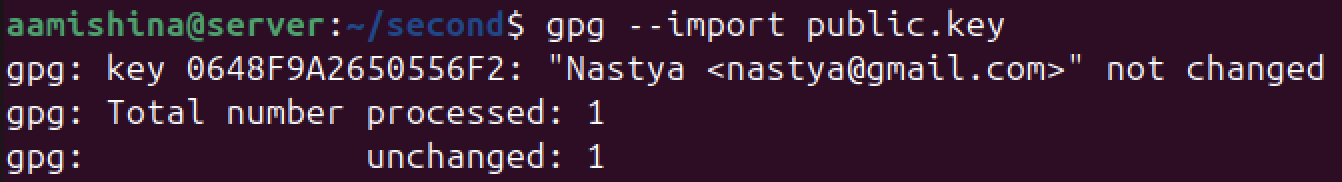 aamishina@server:~/second$ gpg --import public.key
gpg: key 0648F9A2650556F2: "Nastya <nastya@gmail.com>" not changed
gpg: Total number processed: 1
gpg:              unchanged: 1